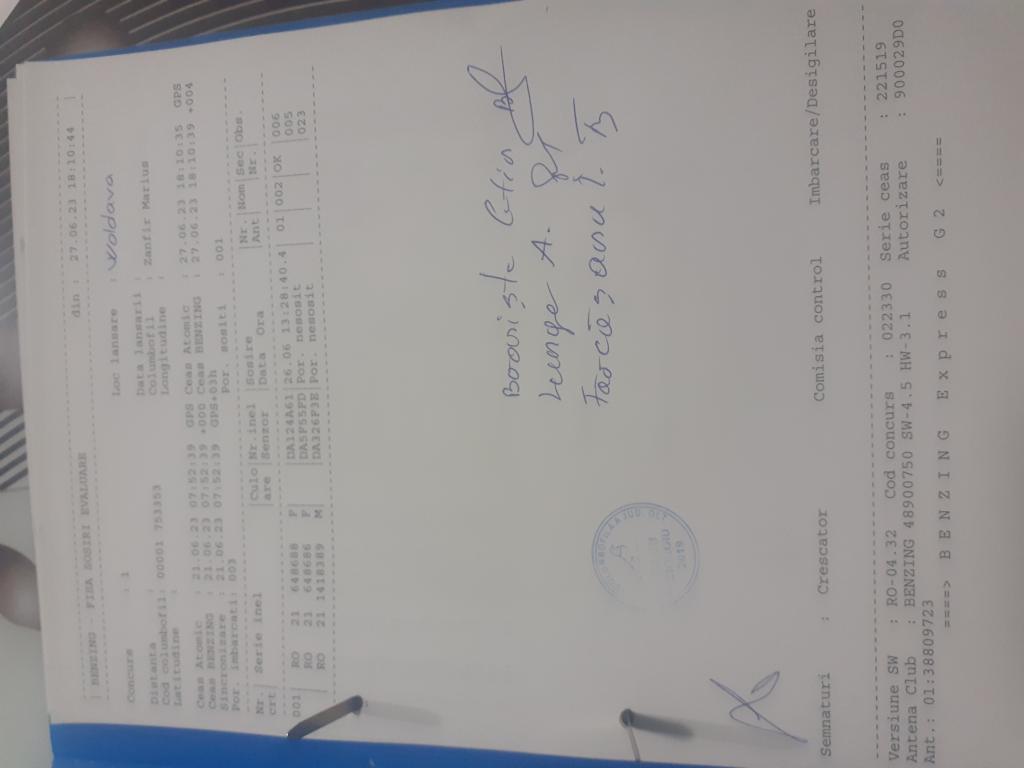 BENZING - FISA SOSIRI EVALUARE din : 27.06.23 18:10:44
Concurs : 1 Loc lansare : Moldova
Distanta : Data lansarii :
Cod columbofil: 00001 753353 Columbofil : Zanfir Marius
Latitudine : Longitudine :
Ceas Atomic : 21.06.23 07:52:39 GPS Ceas Atomic : 27.06.23 18:10:35 GPS
Ceas BENZING : 21.06.23 07:52:39 +000 Ceas BENZING : 27.06.23 18:10:39 +004
Sincronizare : 21.06.23 07:52:39 GPS+03h
Por. imbarcati: 003 Por. sositi : 001
Nr. Serie inel Culo Nr.inel Sosire Nr. Nom Sec Obs.
crt are Senzor Data Ora Ant Nr.
001 RO 21 648688 F DA124A61 26.06 13:28:40.4 01 002 OK 006
RO 21 648686 F DA5F55FD Por. nesosit 005
RO 21 1418389 M DA326F3E Por. nesosit 023
Lunge A.
Semnaturi : Crescator Comisia control Imbarcare/Desigilare
Versiune SW : RO-04.32 Cod concurs : 022330 Serie ceas : 221519
Antena Club : BENZING 48900750 SW-4.5 HW-3.1 Autorizare : 900029D0
Ant.: 01:38809723
====> B E N Z I N G E x p r e s s G 2 <====